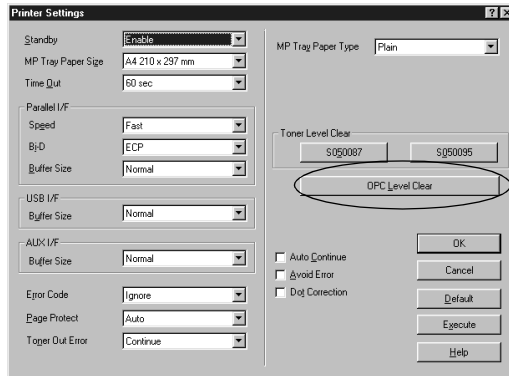 Printer Settings
Standby
Enable
MP Tray Paper Size
A4 210 x 297 mm
Time Out
60 sec
Parallel I/F
Speed
Fast
Bi-D
ECP
Buffer Size
Normal
USB I/F
Buffer Size
Normal
AUX I/F
Buffer Size
Normal
Error Code
Ignore
Page Protect
Auto
Toner Out Error
Continue
MP Tray Paper Type
Plain
Toner Level Clear
S050087
S050095
OPC Level Clear
Auto Continue
Avoid Error
Dot Correction
OK
Cancel
Default
Execute
Help